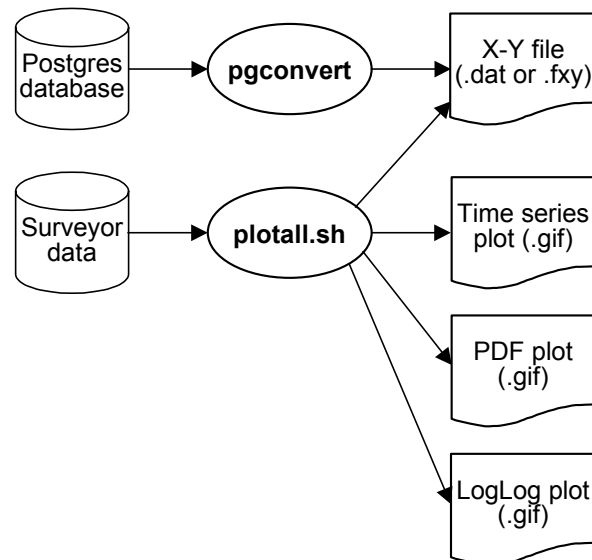 Postgres
database
pgconvert
X-Y file
(.dat or .fxy)
Surveyor
data
plotall.sh
Time series
plot (.gif)
PDF plot
(.gif)
LogLog plot
(.gif)